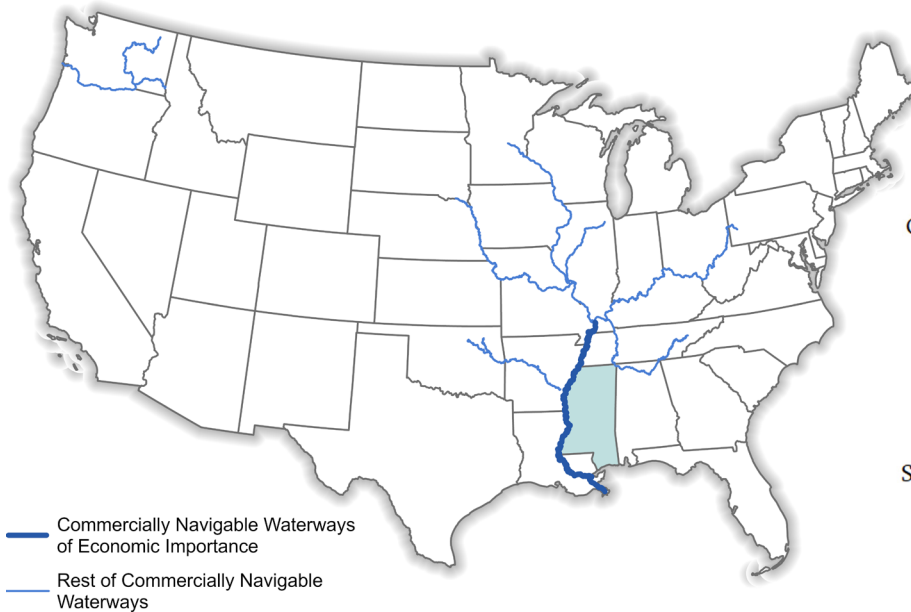 C
S
Commercially Navigable Waterways
of Economic Importance
Rest of Commercially Navigable
Waterways